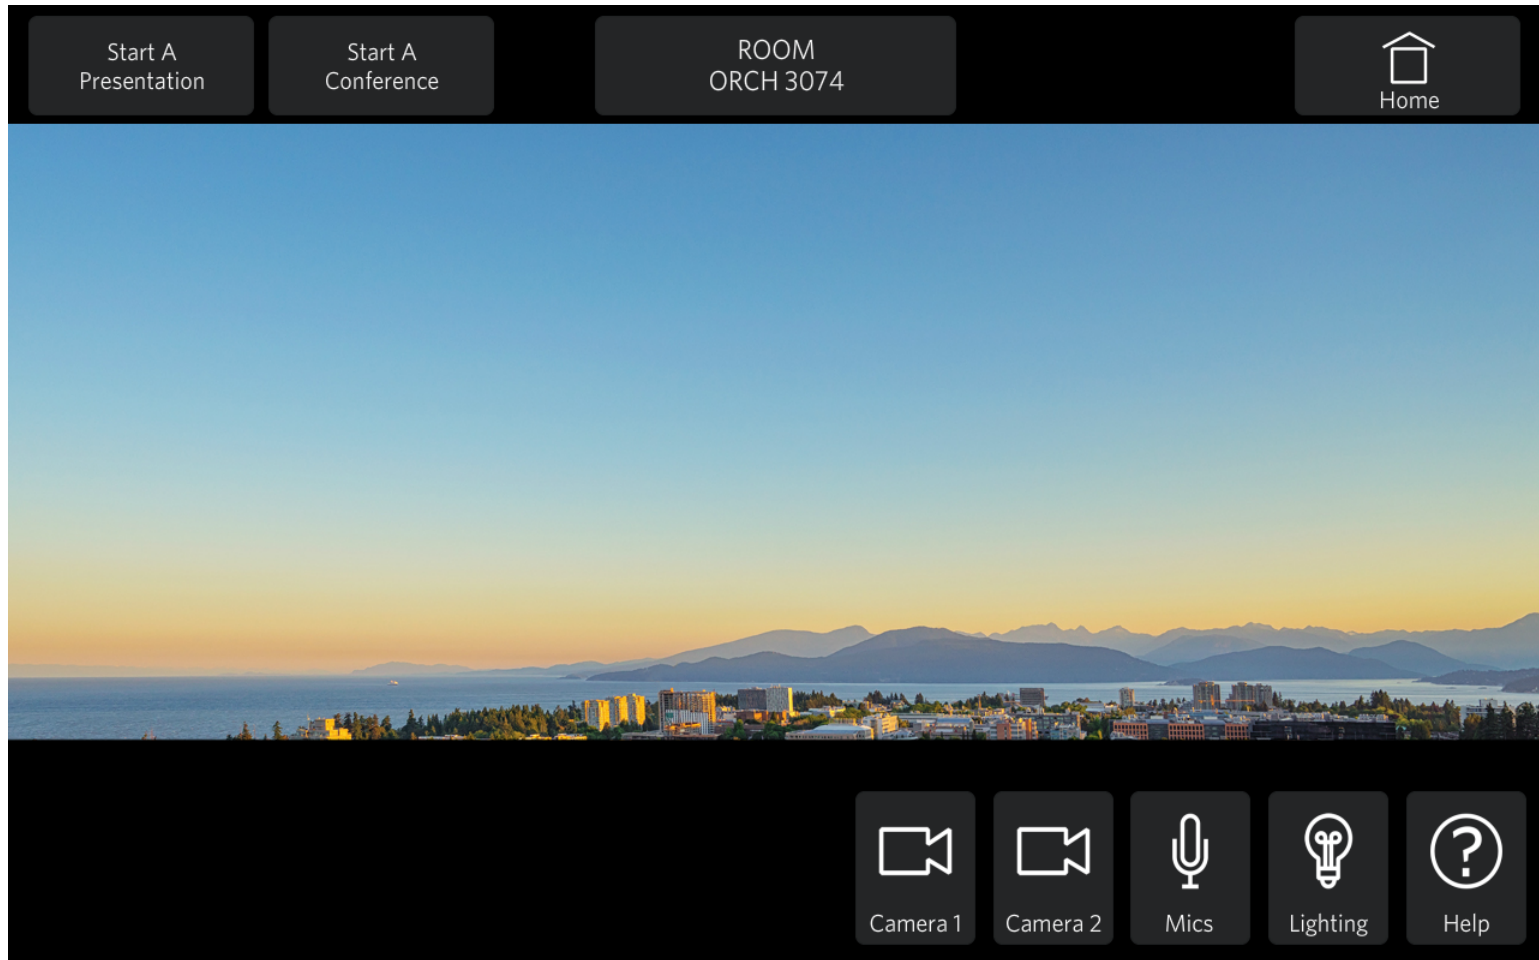 Start A
Presentation
Start A
Conference
ROOM
ORCH 3074
Home
Camera 1
Camera 2
Mics
Lighting
Help